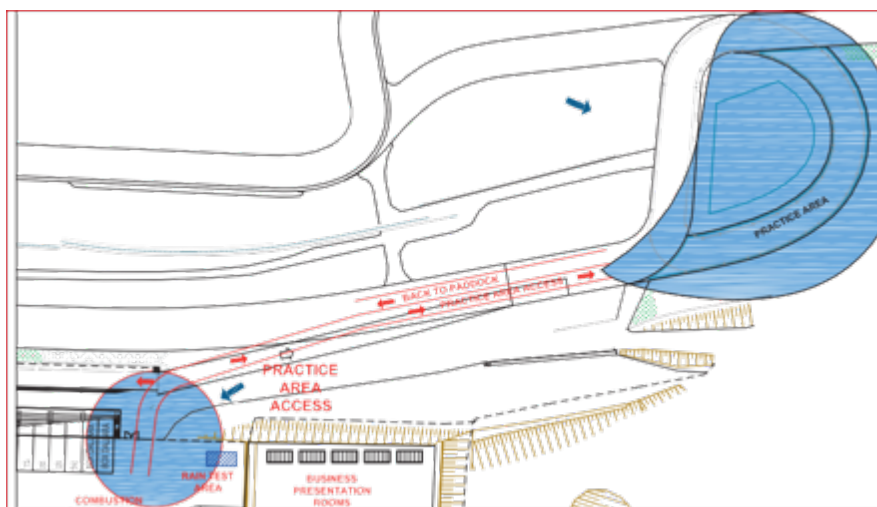 PRACTICE AREA
BACK TO PADDOCK
PRACTICE AREA ACCESS
PRACTICE
AREA
ACCESS
RAIN TEST
AREA
BUSINESS
PRESENTATION
ROOMS
COMBUSTION